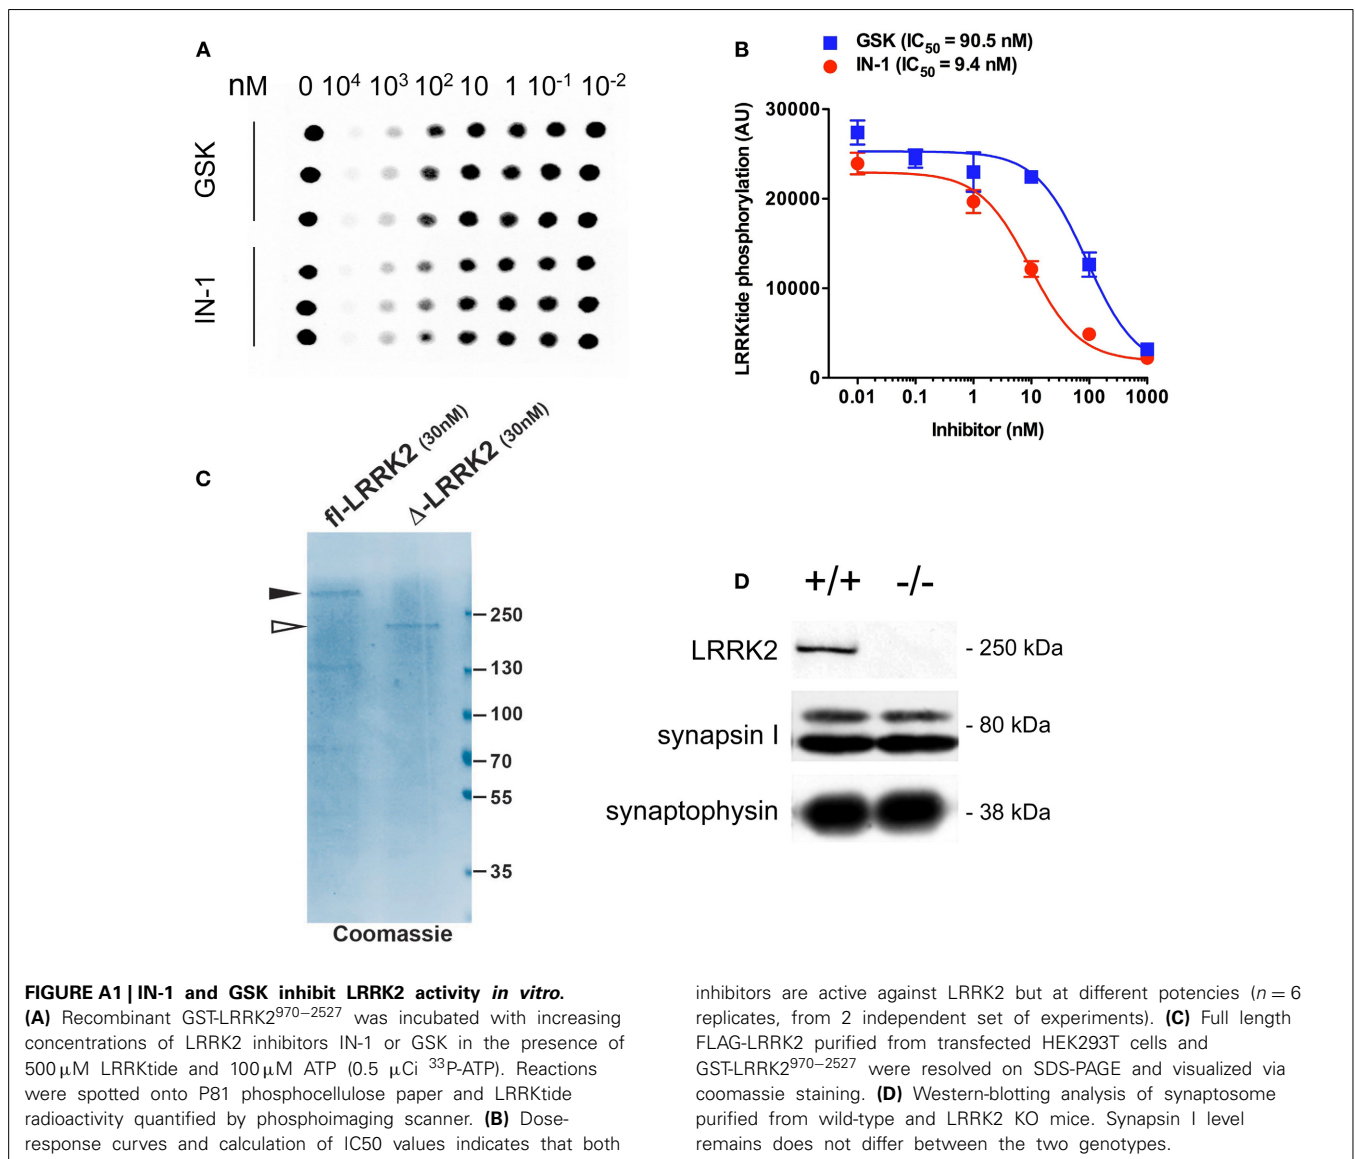 A
nM 0 10⁴ 10³ 10² 10 1 10⁻¹ 10⁻²
GSK
IN-1
B
GSK (IC₅₀ = 90.5 nM)
IN-1 (IC₅₀ = 9.4 nM)
LRRKtide phosphorylation (AU)
30000
20000
10000
0
0.01 0.1 1 10 100 1000
Inhibitor (nM)
C
fl-LRRK2 (30nM)
Δ-LRRK2 (30nM)
250
130
100
70
55
35
Coomassie
D
+/+ -/-
LRRK2 - 250 kDa
synapsin I - 80 kDa
synaptophysin - 38 kDa
FIGURE A1 | IN-1 and GSK inhibit LRRK2 activity in vitro.
(A) Recombinant GST-LRRK2⁹⁷⁰⁻²⁵²⁷ was incubated with increasing
concentrations of LRRK2 inhibitors IN-1 or GSK in the presence of
500 μM LRRKtide and 100 μM ATP (0.5 μCi ³³P-ATP). Reactions
were spotted onto P81 phosphocellulose paper and LRRKtide
radioactivity quantified by phosphoimaging scanner. (B) Dose-
response curves and calculation of IC50 values indicates that both
inhibitors are active against LRRK2 but at different potencies (n = 6
replicates, from 2 independent set of experiments). (C) Full length
FLAG-LRRK2 purified from transfected HEK293T cells and
GST-LRRK2⁹⁷⁰⁻²⁵²⁷ were resolved on SDS-PAGE and visualized via
coomassie staining. (D) Western-blotting analysis of synaptosome
purified from wild-type and LRRK2 KO mice. Synapsin I level
remains does not differ between the two genotypes.